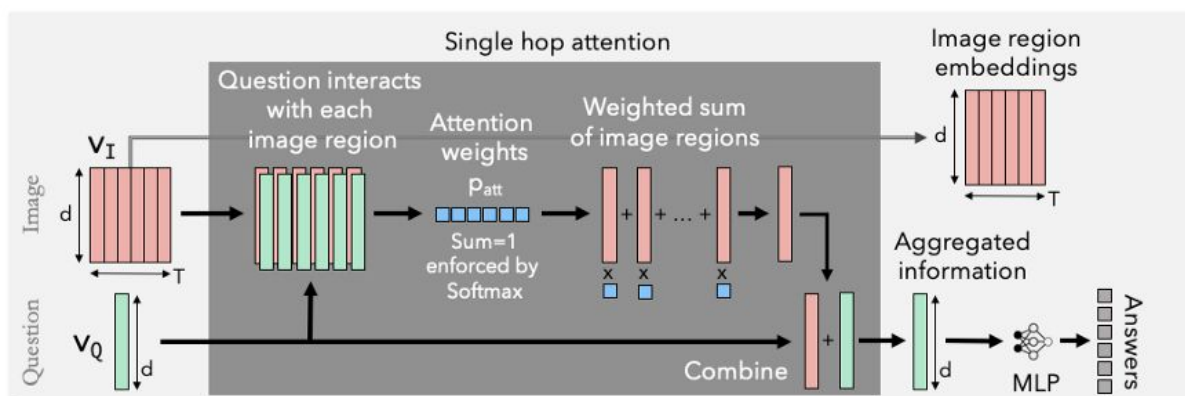 Single hop attention
Image region
embeddings
Question interacts
with each
image region
Attention
weights
Weighted sum
of image regions
V_I
Image
d
T
p_att
Sum=1
enforced by
Softmax
+
+
...
+
x
x
x
d
T
Question
V_Q
d
Combine
+
Aggregated
information
d
MLP
Answers